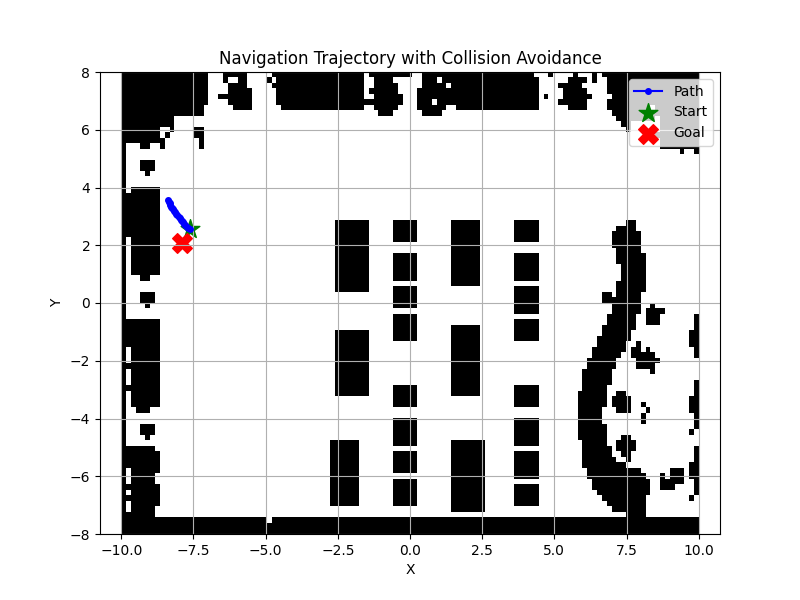 Navigation Trajectory with Collision Avoidance
Path
Start
Goal
8
6
4
2
0
−2
−4
−6
−8
Y
−10.0 −7.5 −5.0 −2.5 0.0 2.5 5.0 7.5 10.0
X